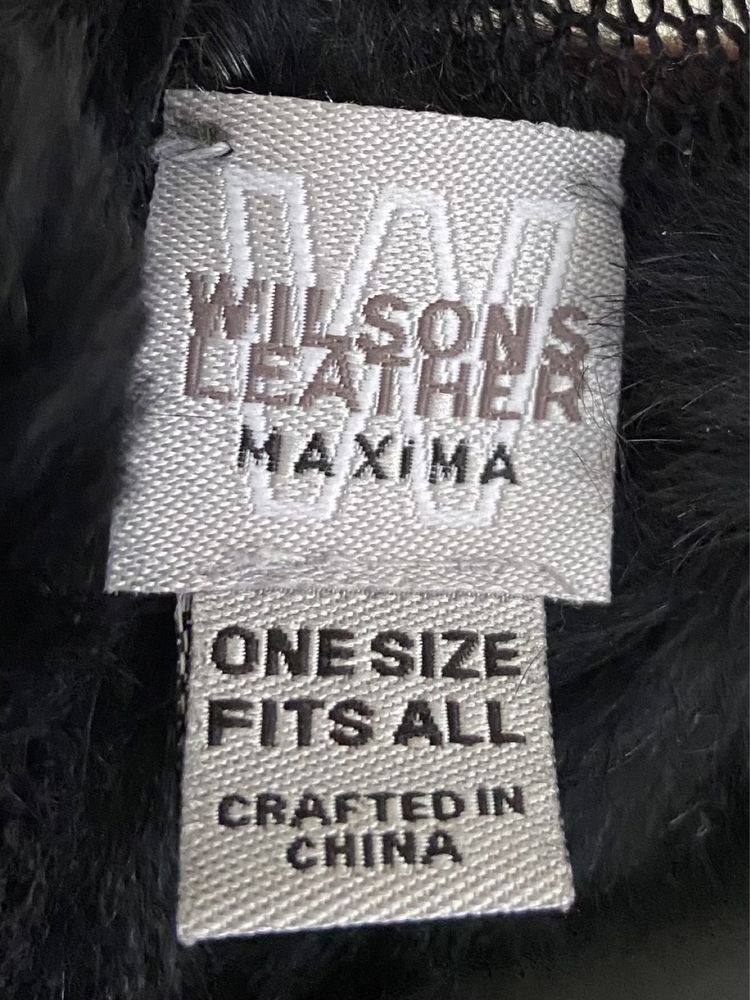 W
WILSONS
LEATHER
MAXiMA
ONE SIZE
FITS ALL
CRAFTED IN
CHINA